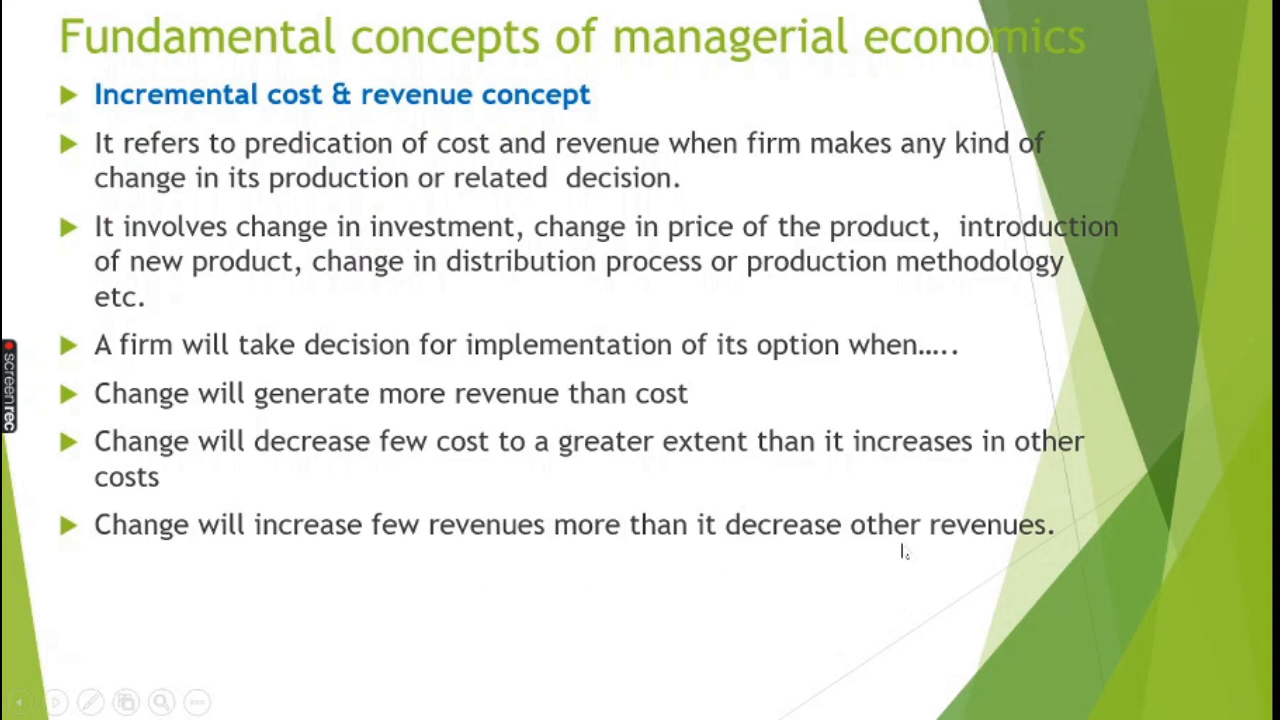 Fundamental concepts of managerial economics
Incremental cost & revenue concept
It refers to predication of cost and revenue when firm makes any kind of
change in its production or related decision.
It involves change in investment, change in price of the product, introduction
of new product, change in distribution process or production methodology
etc.
A firm will take decision for implementation of its option when.....
Change will generate more revenue than cost
Change will decrease few cost to a greater extent than it increases in other
costs
Change will increase few revenues more than it decrease other revenues.
screenrec